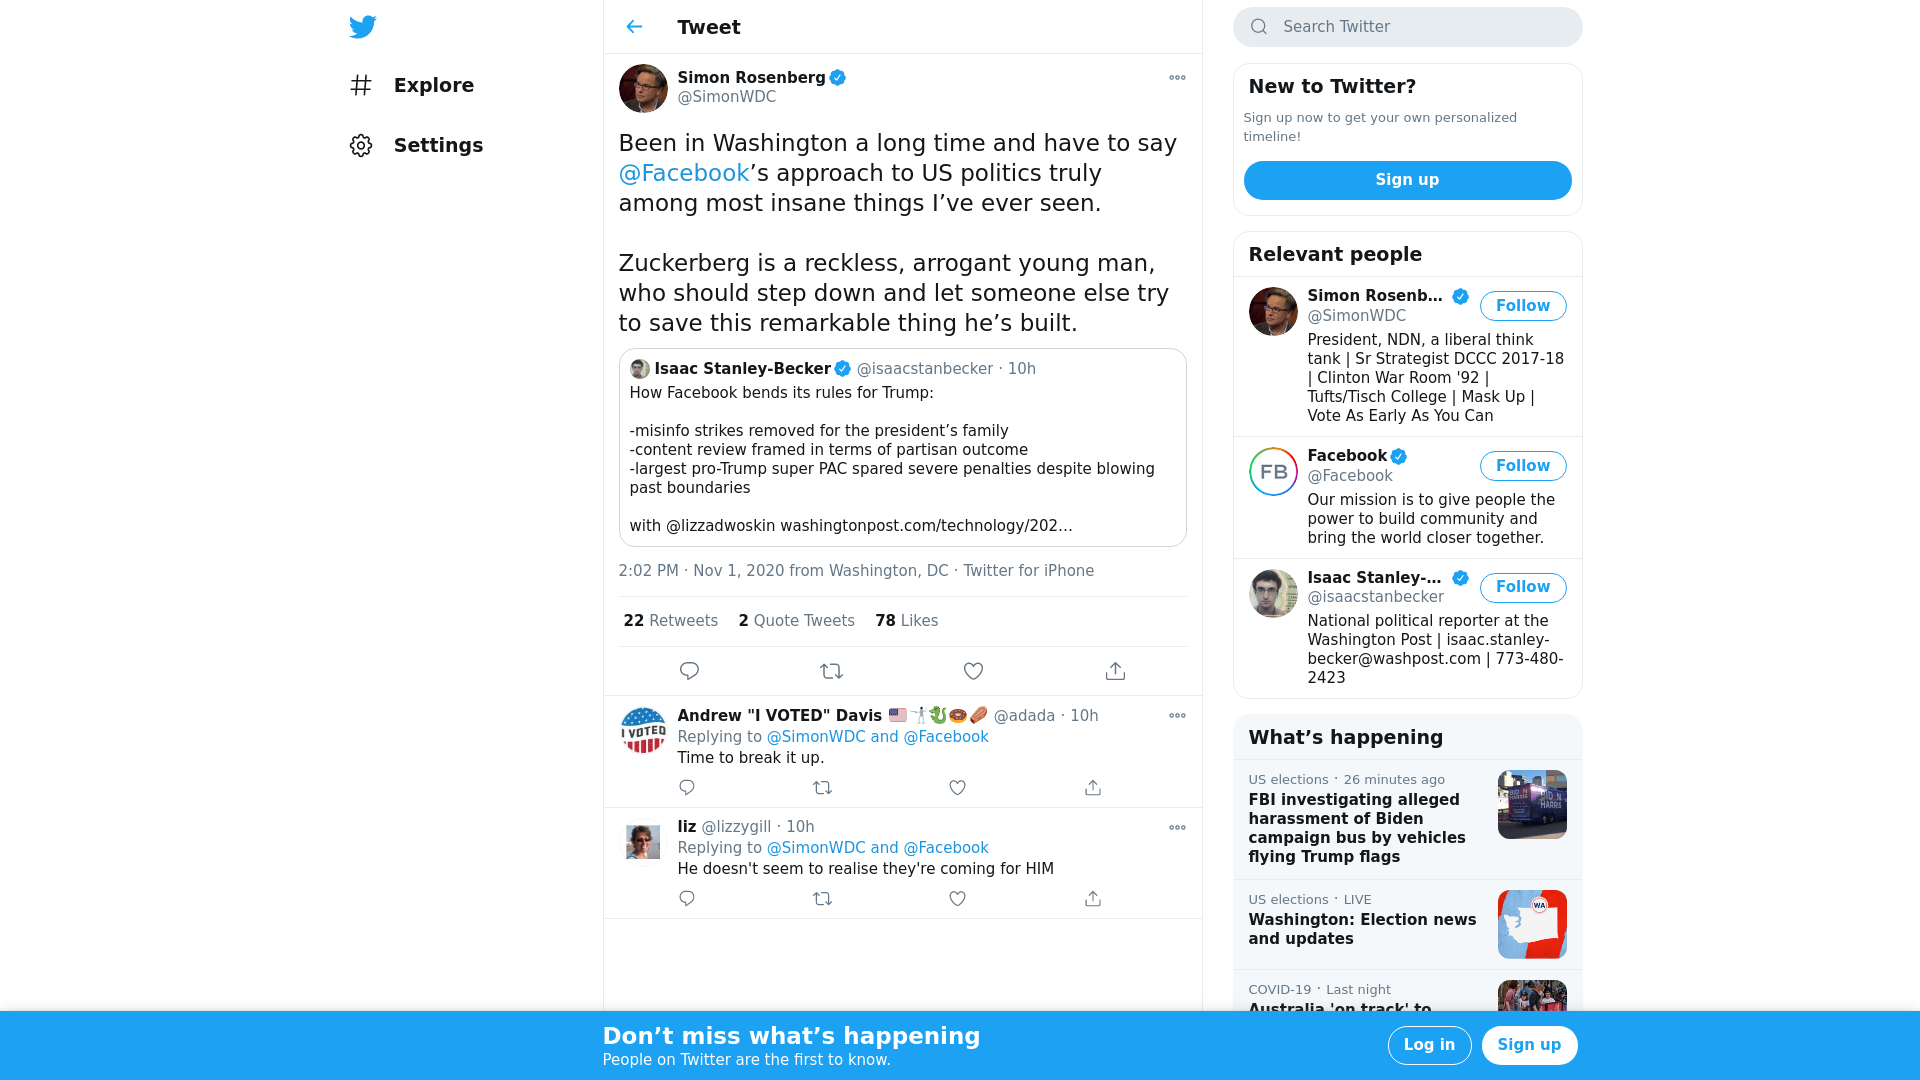 Explore
Settings
Tweet
Simon Rosenberg
@SimonWDC
Been in Washington a long time and have to say
@Facebook’s approach to US politics truly
among most insane things I’ve ever seen.
Zuckerberg is a reckless, arrogant young man,
who should step down and let someone else try
to save this remarkable thing he’s built.
Isaac Stanley-Becker @isaacstanbecker · 10h
How Facebook bends its rules for Trump:
-misinfo strikes removed for the president’s family
-content review framed in terms of partisan outcome
-largest pro-Trump super PAC spared severe penalties despite blowing
past boundaries
with @lizzadwoskin washingtonpost.com/technology/202…
2:02 PM · Nov 1, 2020 from Washington, DC · Twitter for iPhone
22 Retweets 2 Quote Tweets 78 Likes
I VOTED
Andrew "I VOTED" Davis @adada · 10h
Replying to @SimonWDC and @Facebook
Time to break it up.
liz @lizzygill · 10h
Replying to @SimonWDC and @Facebook
He doesn't seem to realise they're coming for HIM
Search Twitter
New to Twitter?
Sign up now to get your own personalized
timeline!
Sign up
Relevant people
Simon Rosenb… Follow
@SimonWDC
President, NDN, a liberal think
tank | Sr Strategist DCCC 2017-18
| Clinton War Room '92 |
Tufts/Tisch College | Mask Up |
Vote As Early As You Can
FB
Facebook Follow
@Facebook
Our mission is to give people the
power to build community and
bring the world closer together.
Isaac Stanley-… Follow
@isaacstanbecker
National political reporter at the
Washington Post | isaac.stanley-
becker@washpost.com | 773-480-
2423
What’s happening
US elections · 26 minutes ago
FBI investigating alleged
harassment of Biden
campaign bus by vehicles
flying Trump flags
US elections · LIVE
Washington: Election news
and updates
WA
COVID-19 · Last night
Australia 'on track' to
Don’t miss what’s happening
People on Twitter are the first to know.
Log in
Sign up